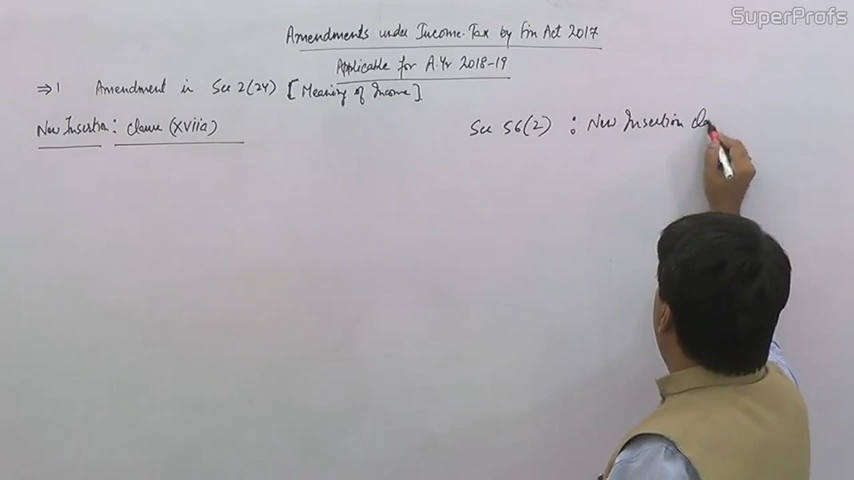 SuperProfs
Amendments under Income-Tax by Fin Act 2017
Applicable for A.Yr 2018-19
⇒1 Amendment in Sec 2(24) [Meaning of Income]
New Insertion: clause (xviia)
Sec 56(2) : New Insertion cla